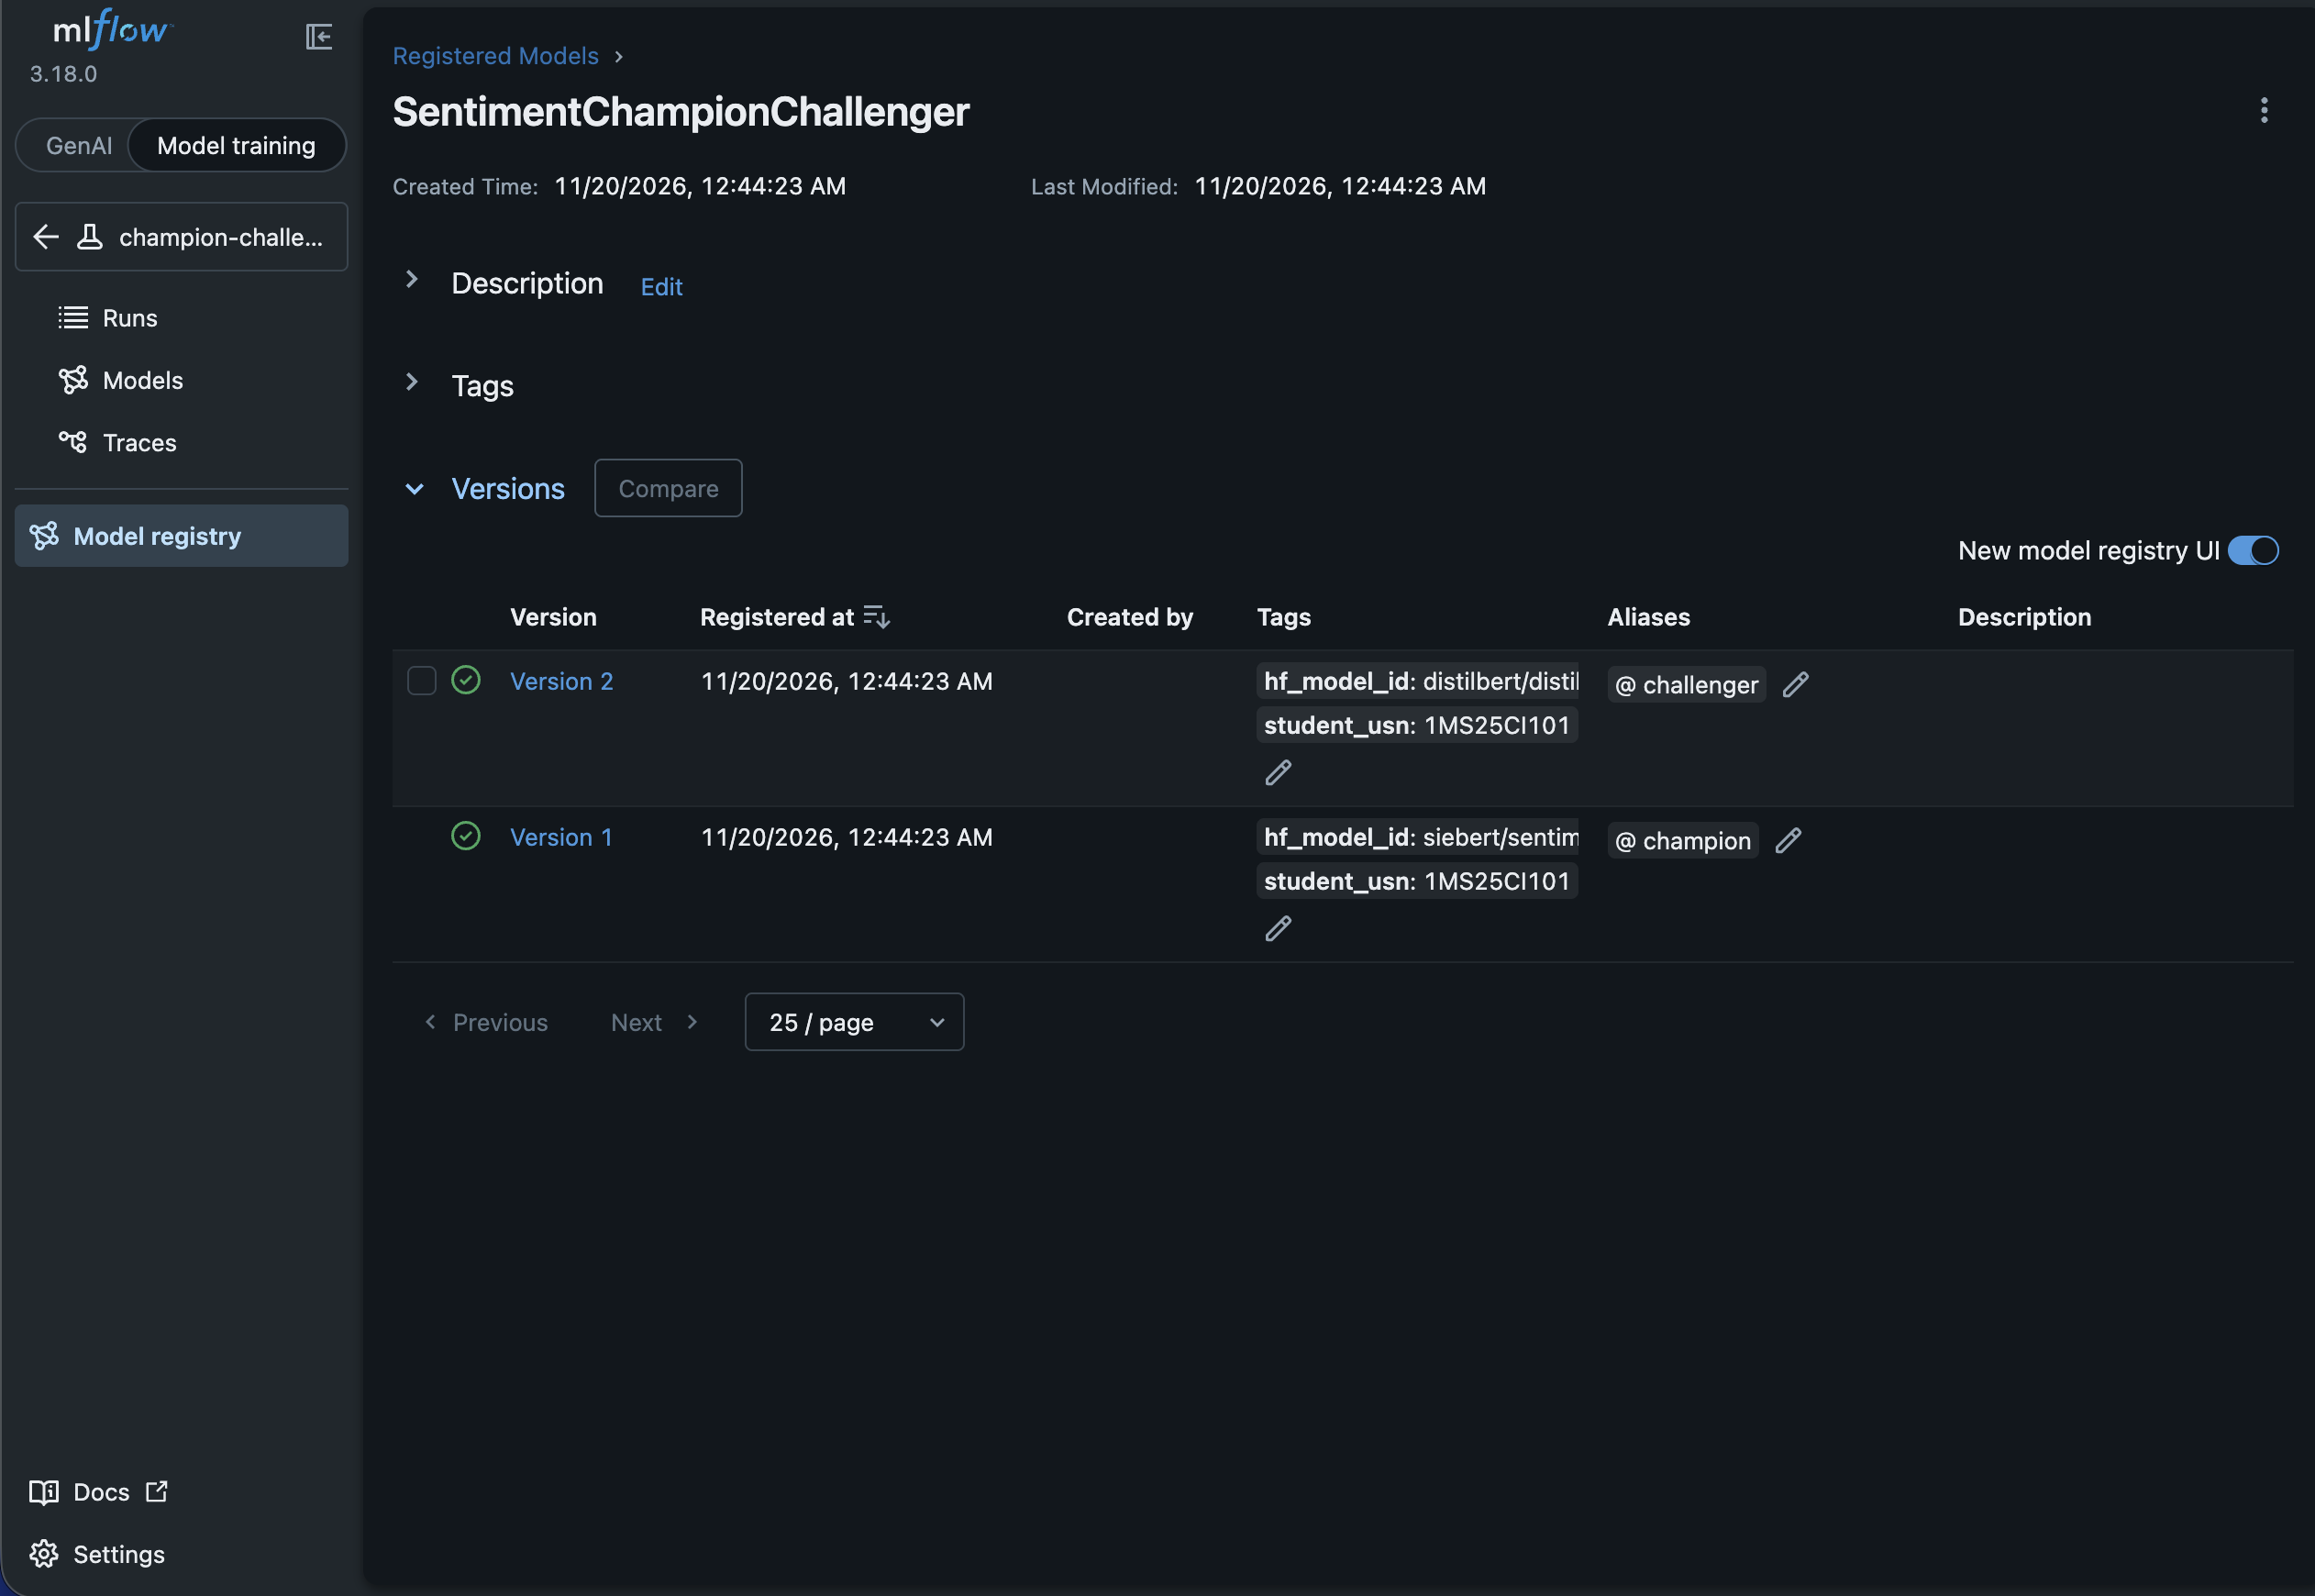 mlflow
3.18.0
GenAI
Model training
champion-challe...
Runs
Models
Traces
Model registry
Docs
Settings
Registered Models
SentimentChampionChallenger
Created Time: 11/20/2026, 12:44:23 AM
Last Modified: 11/20/2026, 12:44:23 AM
Description Edit
Tags
Versions Compare
New model registry UI
Version Registered at Created by Tags Aliases Description
Version 2 11/20/2026, 12:44:23 AM hf_model_id: distilbert/distil @ challenger
student_usn: 1MS25CI101
Version 1 11/20/2026, 12:44:23 AM hf_model_id: siebert/sentim @ champion
student_usn: 1MS25CI101
Previous Next 25 / page